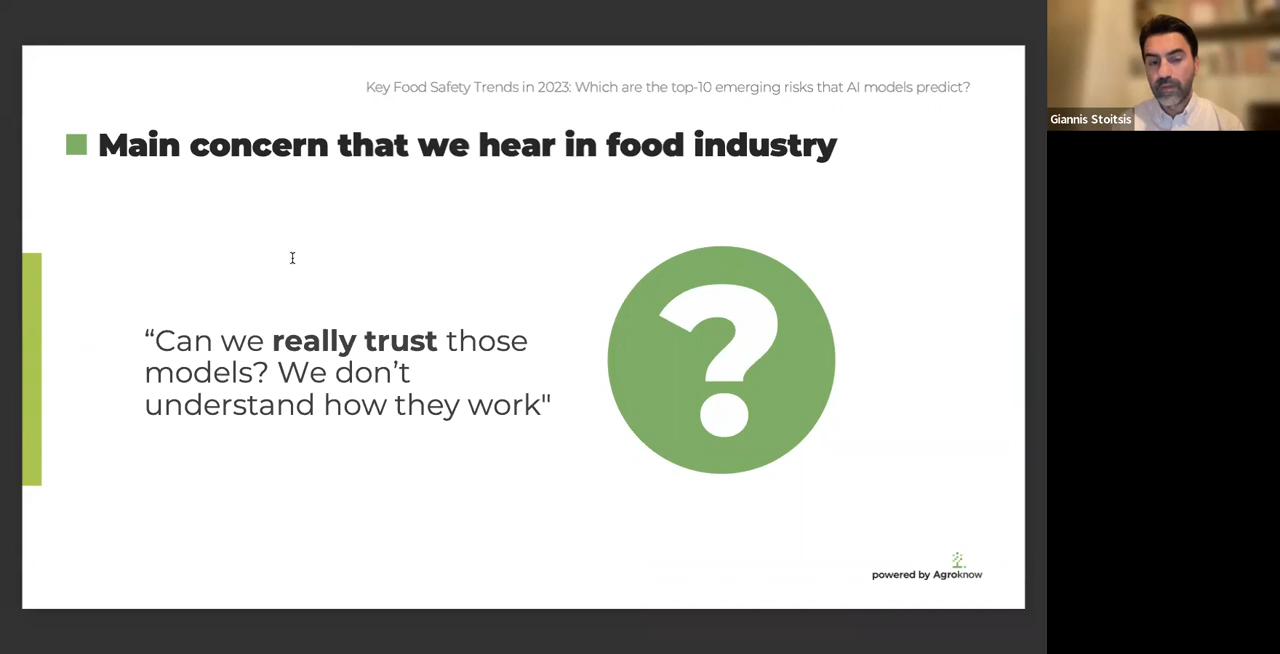 Key Food Safety Trends in 2023: Which are the top-10 emerging risks that AI models predict?
Giannis Stoitsis
Main concern that we hear in food industry
“Can we really trust those
models? We don’t
understand how they work"
?
powered by Agroknow